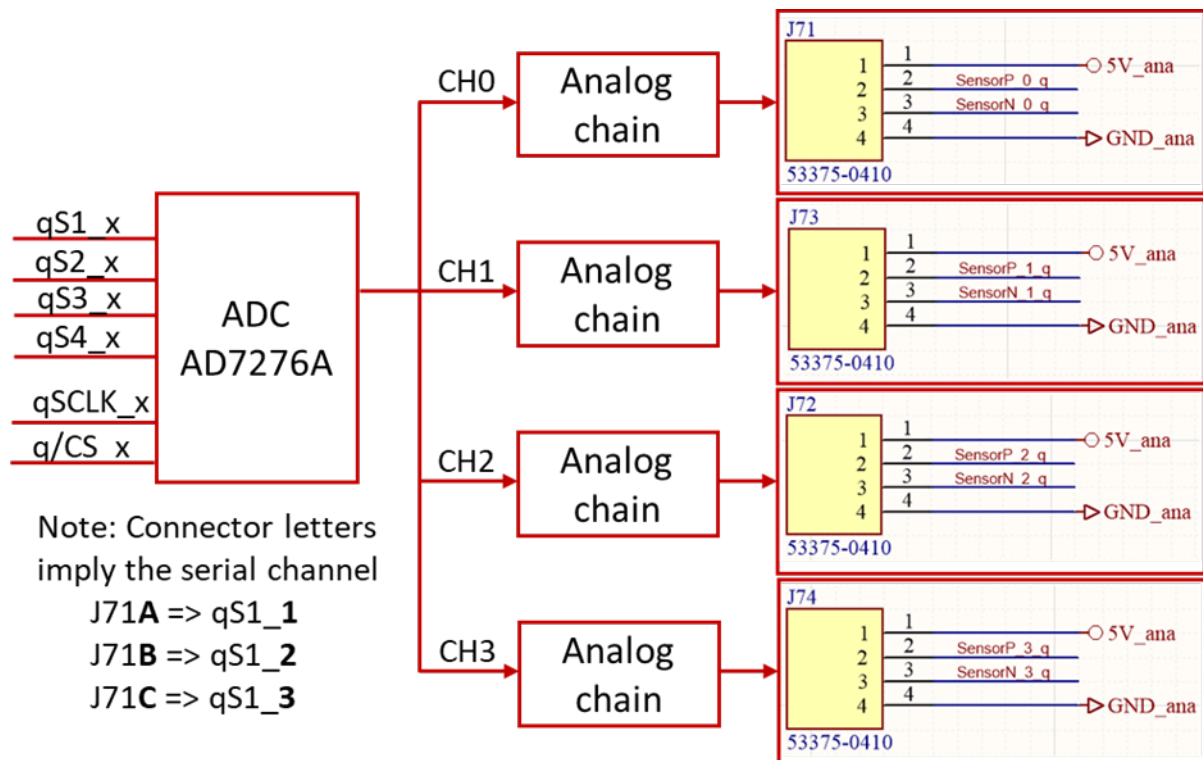 qS1_x
qS2_x
qS3_x
qS4_x
qSCLK_x
q/CS_x
ADC
AD7276A
Note: Connector letters
imply the serial channel
J71A => qS1_1
J71B => qS1_2
J71C => qS1_3
CH0
Analog
chain
J71
1 1 5V_ana
2 2 SensorP_0_q
3 3 SensorN_0_q
4 4 GND_ana
53375-0410
CH1
Analog
chain
J73
1 1 5V_ana
2 2 SensorP_1_q
3 3 SensorN_1_q
4 4 GND_ana
53375-0410
CH2
Analog
chain
J72
1 1 5V_ana
2 2 SensorP_2_q
3 3 SensorN_2_q
4 4 GND_ana
53375-0410
CH3
Analog
chain
J74
1 1 5V_ana
2 2 SensorP_3_q
3 3 SensorN_3_q
4 4 GND_ana
53375-0410